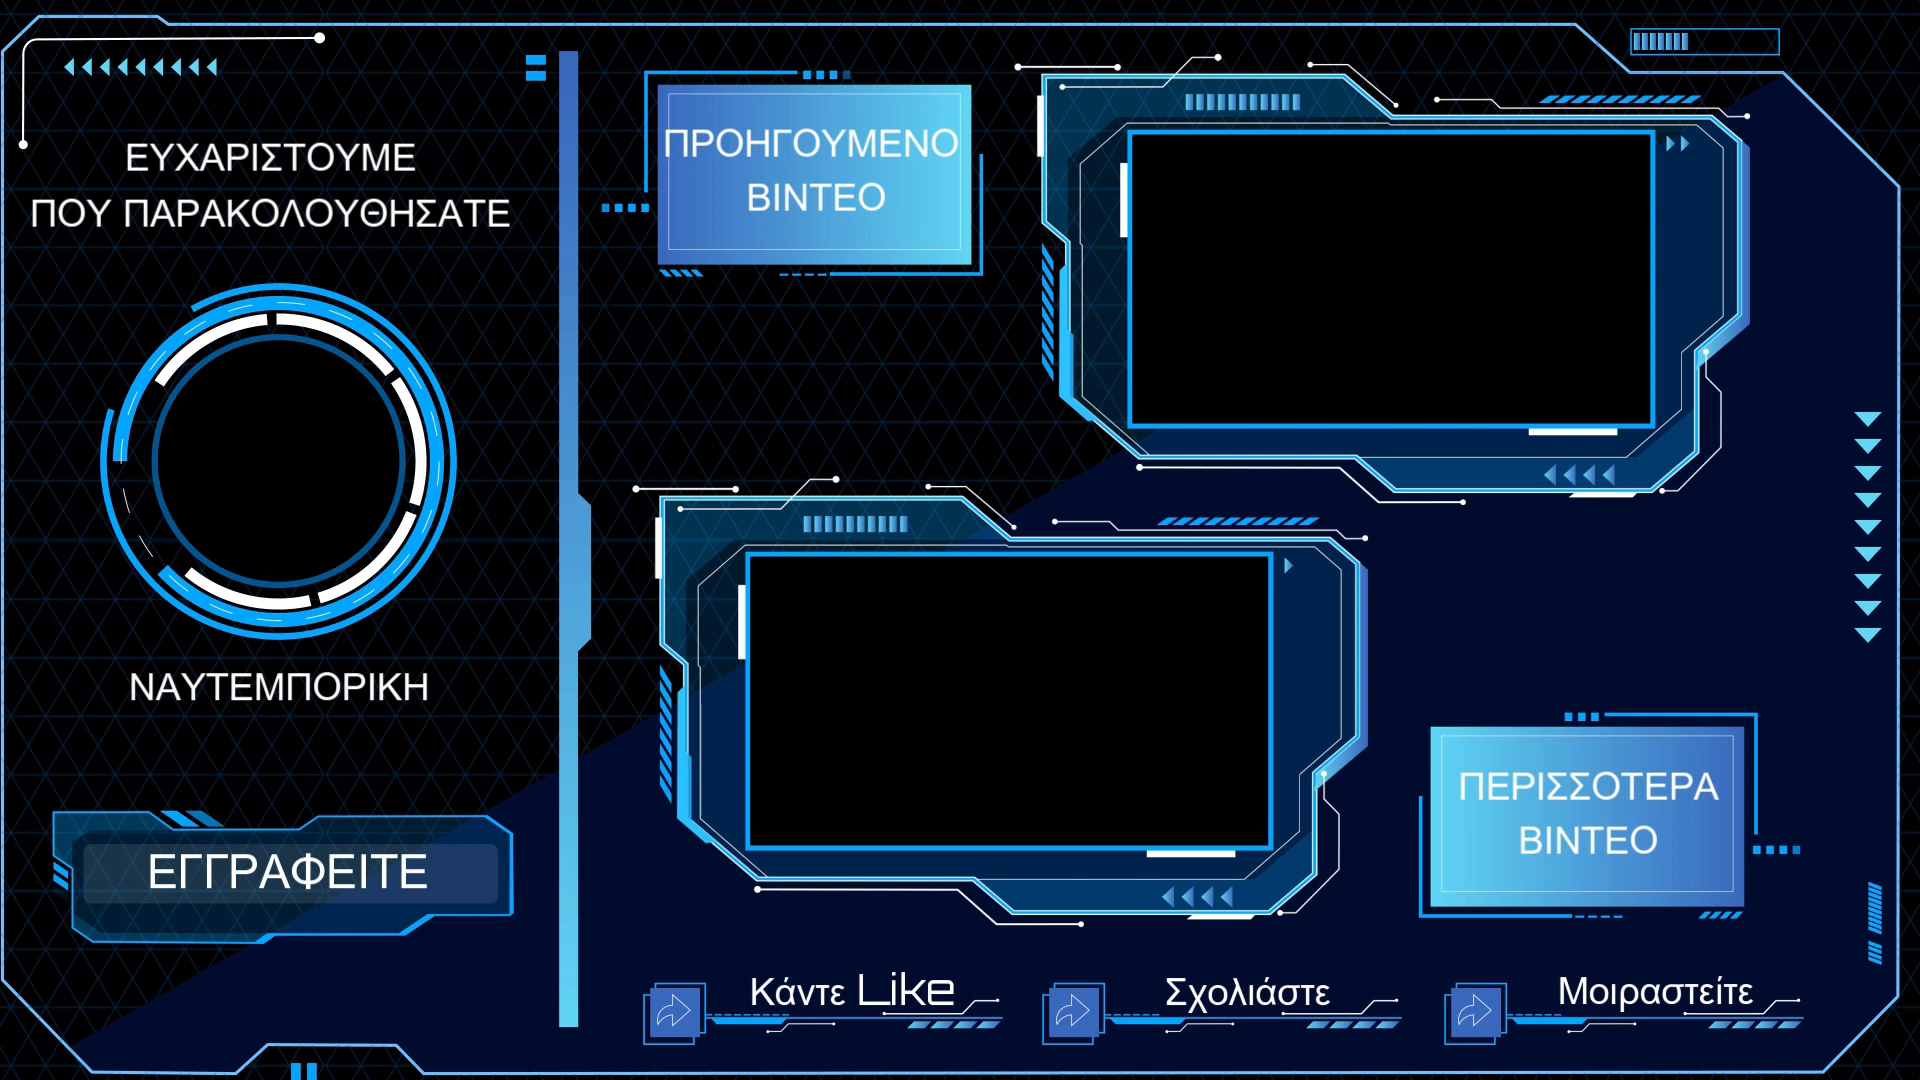 ΕΥΧΑΡΙΣΤΟΥΜΕ
ΠΟΥ ΠΑΡΑΚΟΛΟΥΘΗΣΑΤΕ
ΝΑΥΤΕΜΠΟΡΙΚΗ
ΕΓΓΡΑΦΕΙΤΕ
ΠΡΟΗΓΟΥΜΕΝΟ
ΒΙΝΤΕΟ
ΠΕΡΙΣΣΟΤΕΡΑ
ΒΙΝΤΕΟ
Κάντε Like
Σχολιάστε
Μοιραστείτε